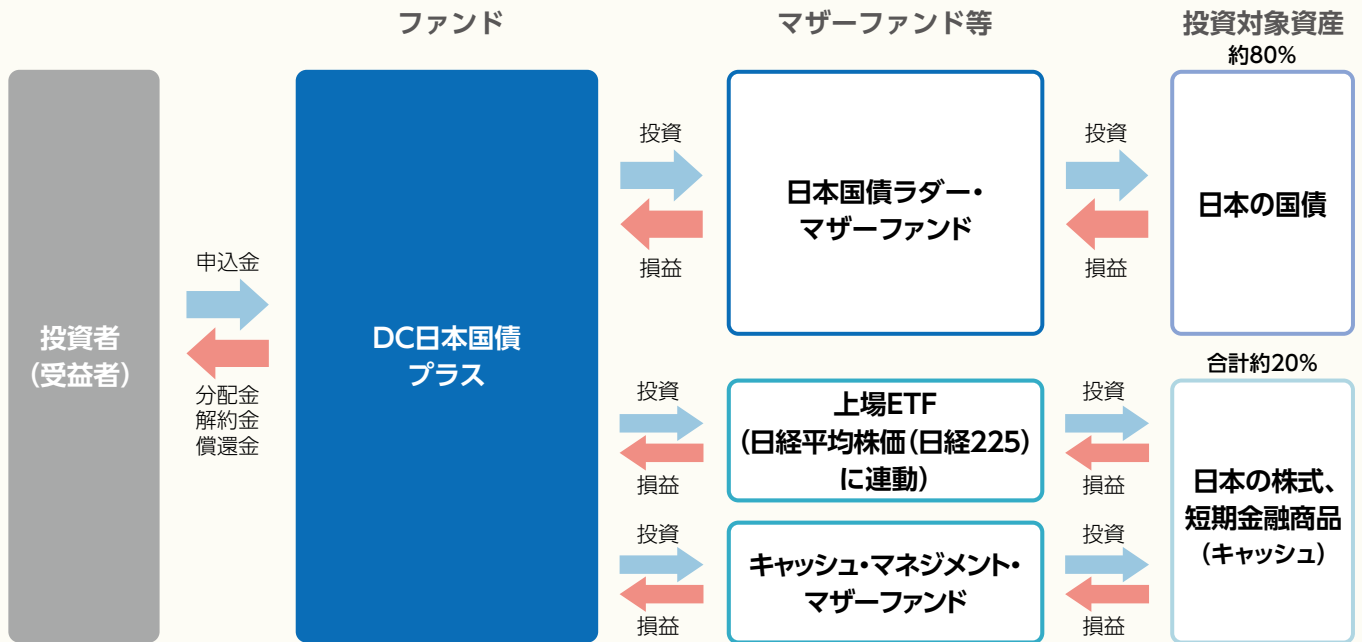 ファンド
マザーファンド等
投資対象資産
約80%
投資者
（受益者）
申込金
分配金
解約金
償還金
DC日本国債
プラス
投資
損益
日本国債ラダー・
マザーファンド
投資
損益
日本の国債
投資
損益
上場ETF
（日経平均株価（日経225）
に連動）
投資
損益
合計約20%
日本の株式、
短期金融商品
（キャッシュ）
投資
損益
キャッシュ・マネジメント・
マザーファンド
投資
損益